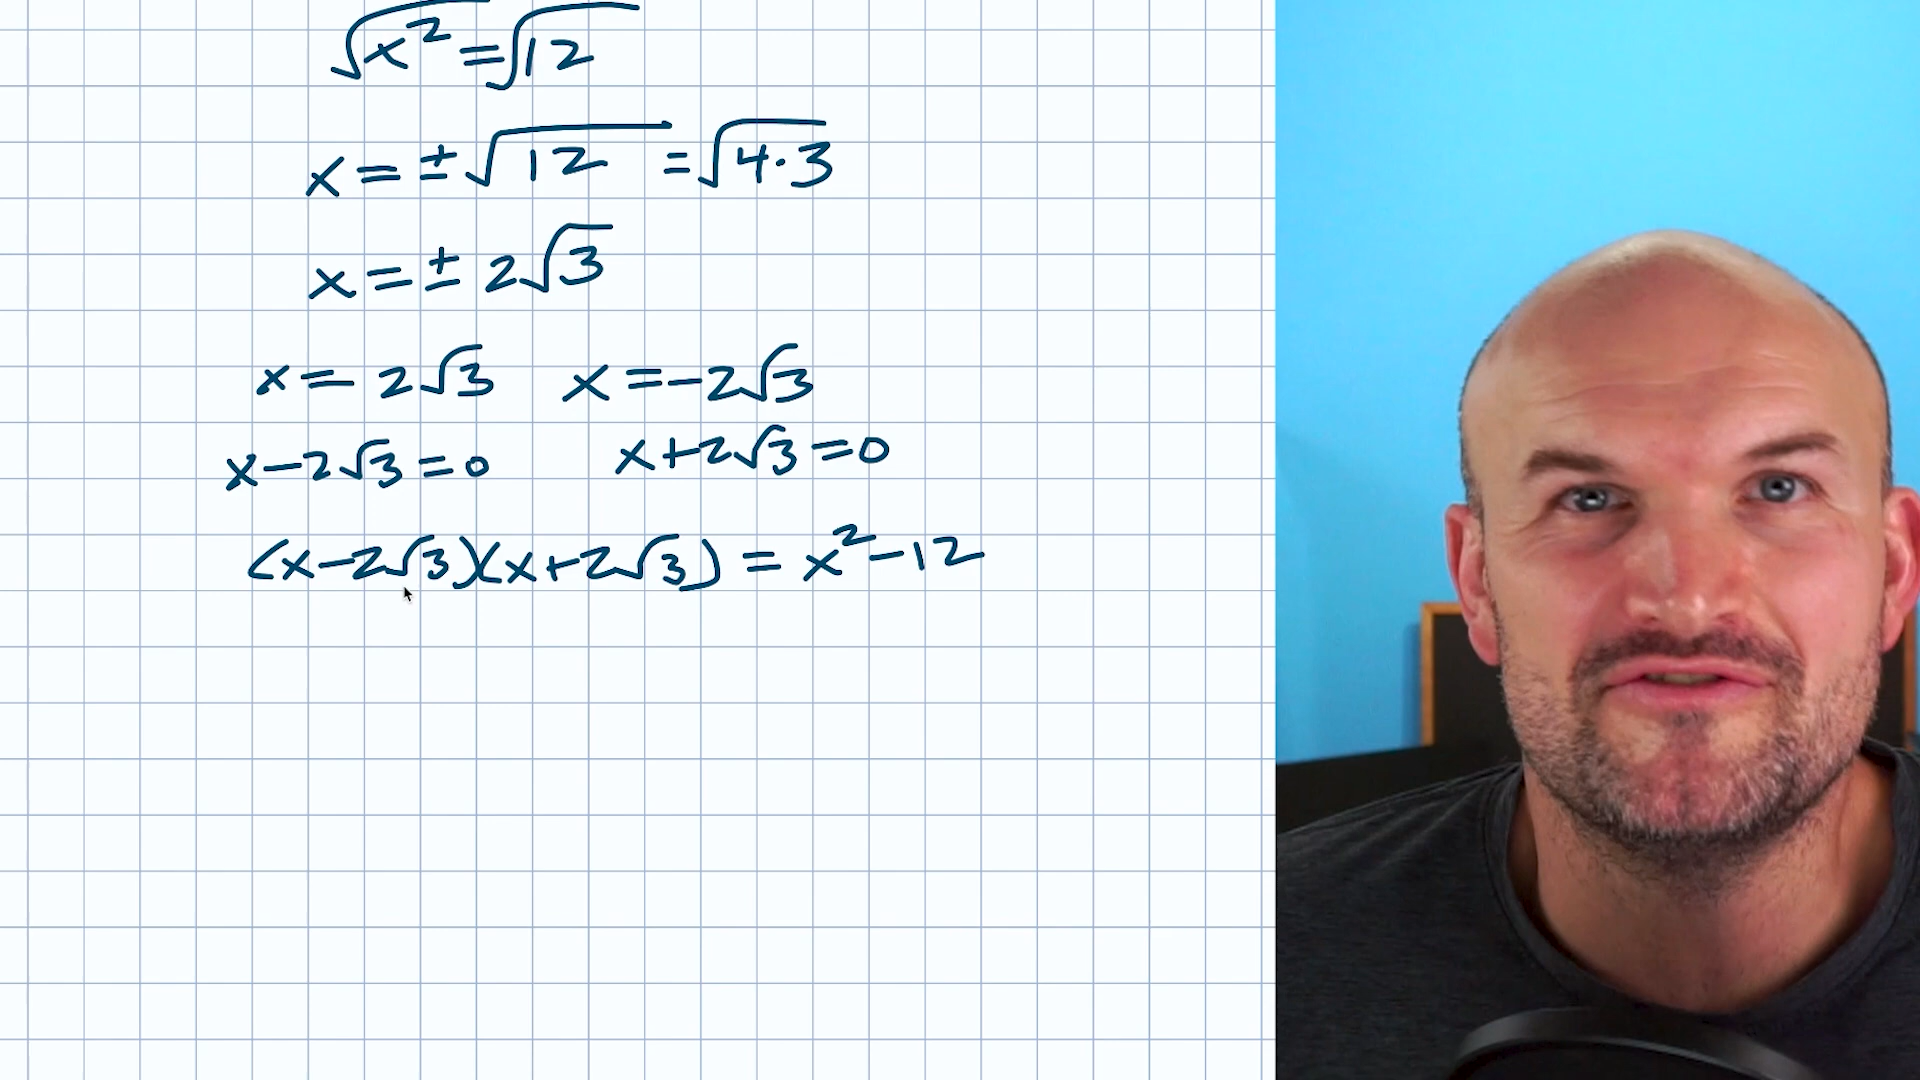 √x² = √12
x = ± √12 = √4·3
x = ± 2√3
x = 2√3 x = -2√3
x - 2√3 = 0 x + 2√3 = 0
(x - 2√3)(x + 2√3) = x² - 12